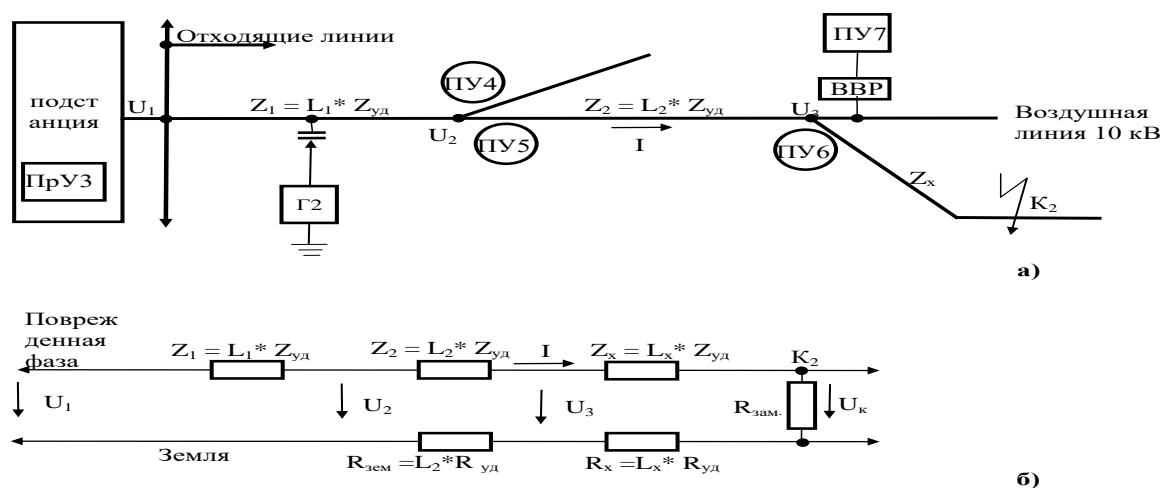 Отходящие линии
подст
анция
ПрУЗ
U₁
Z₁ = L₁* Zуд
Г2
ПУ4
U₂
ПУ5
Z₂ = L₂* Zуд
I
ПУ7
ВВР
U₃
ПУ6
Zₓ
К₂
Воздушная
линия 10 кВ
а)
Повреж
денная
фаза
Z₁ = L₁* Zуд
Z₂ = L₂* Zуд
I
Zₓ = Lₓ* Zуд
К₂
U₁
U₂
U₃
Rзам.
Uк
Земля
Rзем =L₂*R уд
Rₓ =Lₓ* Rуд
б)